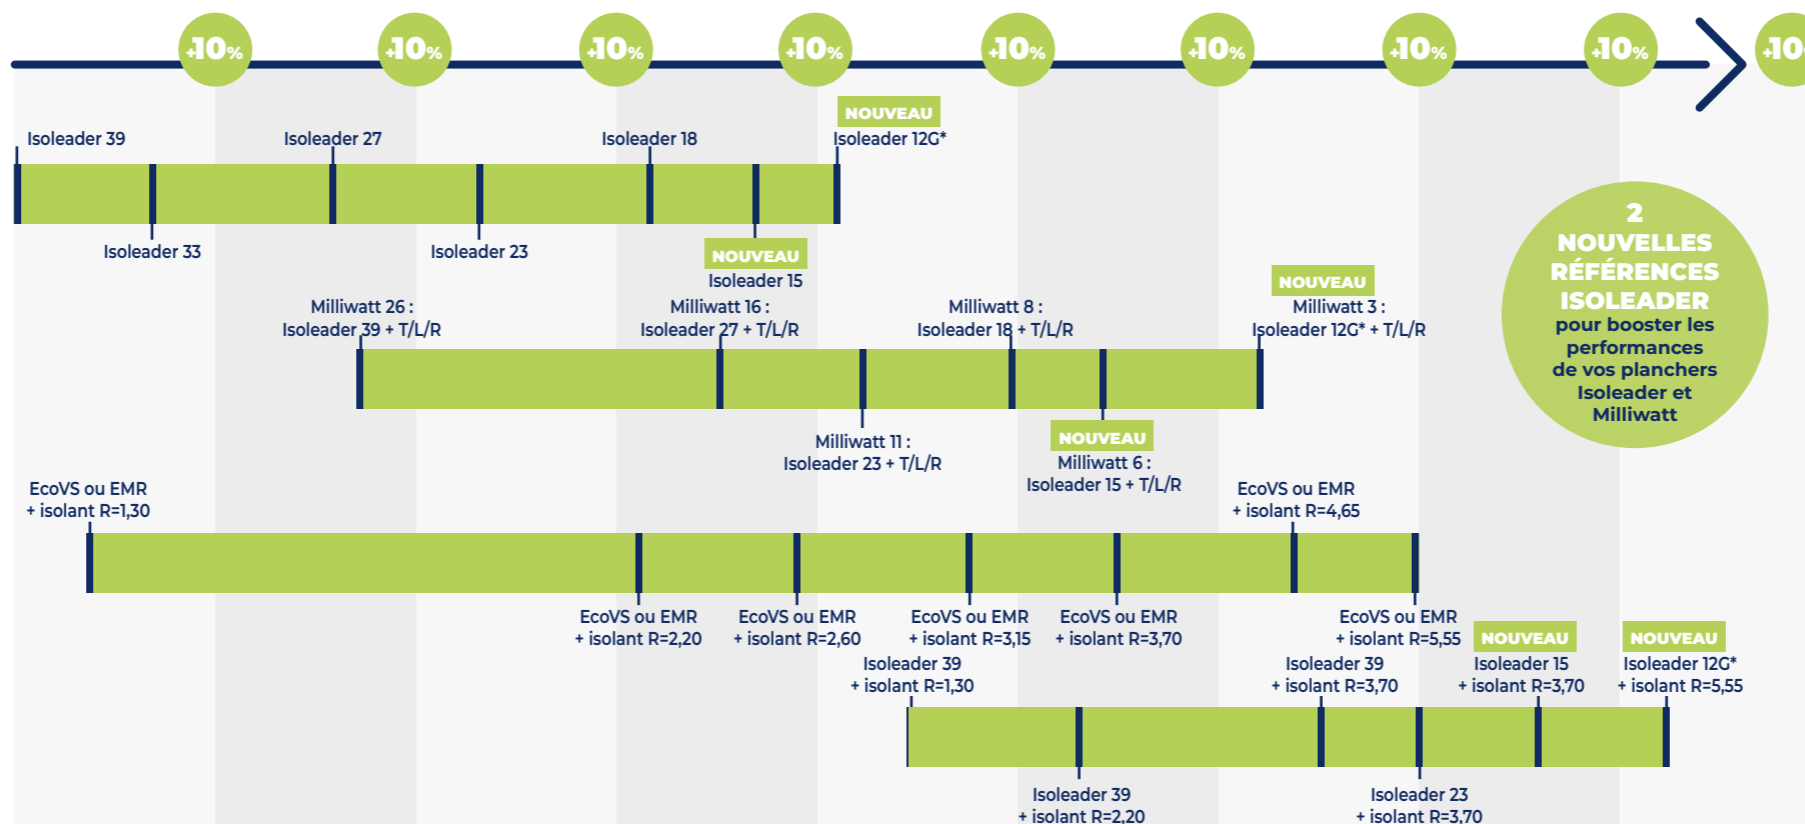 +10%
+10%
+10%
+10%
+10%
+10%
+10%
+10%
+10
NOUVEAU
Isoleader 39
Isoleader 27
Isoleader 18
Isoleader 12G*
Isoleader 33
Isoleader 23
NOUVEAU
Isoleader 15
2
NOUVELLES
RÉFÉRENCES
ISOLEADER
pour booster les
performances
de vos planchers
Isoleader et
Milliwatt
Milliwatt 26 :
Isoleader 39 + T/L/R
Milliwatt 16 :
Isoleader 27 + T/L/R
Milliwatt 8 :
Isoleader 18 + T/L/R
NOUVEAU
Milliwatt 3 :
Isoleader 12G* + T/L/R
Milliwatt 11 :
Isoleader 23 + T/L/R
NOUVEAU
Milliwatt 6 :
Isoleader 15 + T/L/R
EcoVS ou EMR
+ isolant R=1,30
EcoVS ou EMR
+ isolant R=4,65
EcoVS ou EMR
+ isolant R=2,20
EcoVS ou EMR
+ isolant R=2,60
EcoVS ou EMR
+ isolant R=3,15
EcoVS ou EMR
+ isolant R=3,70
EcoVS ou EMR
+ isolant R=5,55
Isoleader 39
+ isolant R=1,30
Isoleader 39
+ isolant R=3,70
NOUVEAU
Isoleader 15
+ isolant R=3,70
NOUVEAU
Isoleader 12G*
+ isolant R=5,55
Isoleader 39
+ isolant R=2,20
Isoleader 23
+ isolant R=3,70